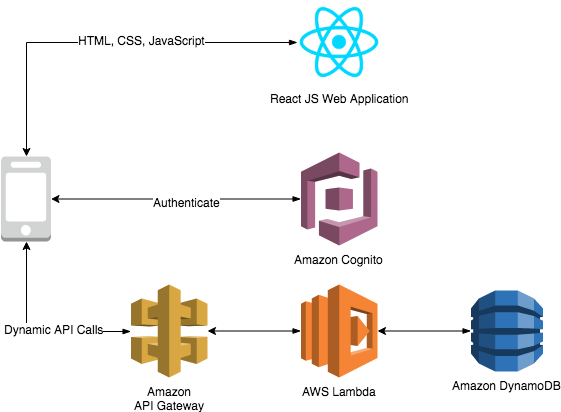 HTML, CSS, JavaScript
React JS Web Application
Authenticate
Amazon Cognito
Dynamic API Calls
Amazon
API Gateway
AWS Lambda
Amazon DynamoDB